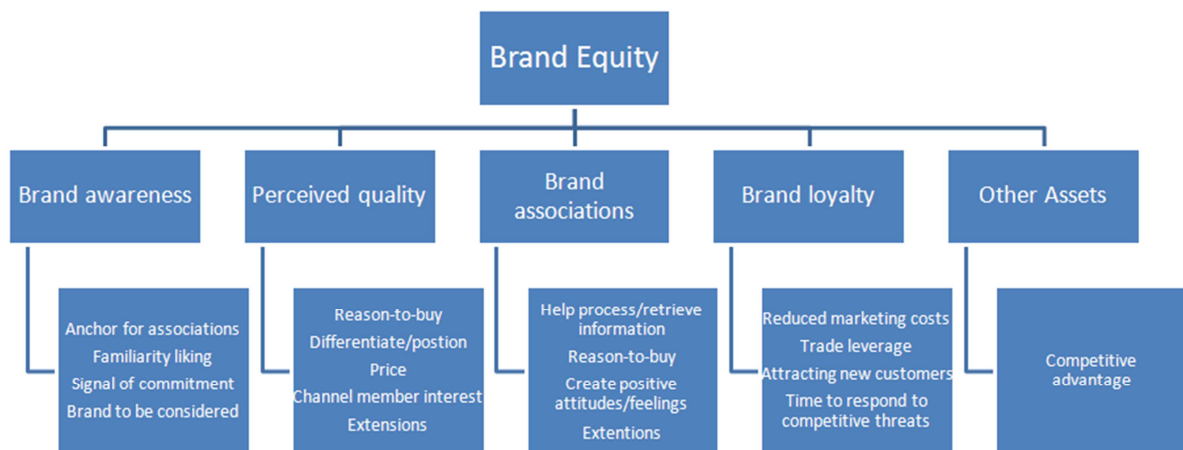 Brand Equity
Brand awareness
Perceived quality
Brand
associations
Brand loyalty
Other Assets
Anchor for associations
Familiarity liking
Signal of commitment
Brand to be considered
Reason-to-buy
Differentiate/postion
Price
Channel member interest
Extensions
Help process/retrieve
information
Reason-to-buy
Create positive
attitudes/feelings
Extentions
Reduced marketing costs
Trade leverage
Attracting new customers
Time to respond to
competitive threats
Competitive
advantage